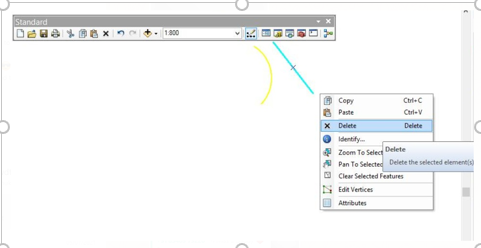 Standard
1:800
Copy Ctrl+C
Paste Ctrl+V
Delete Delete
Identify...
Delete
Zoom To Selec
Delete the selected element(s)
Pan To Selected
Clear Selected Features
Edit Vertices
Attributes